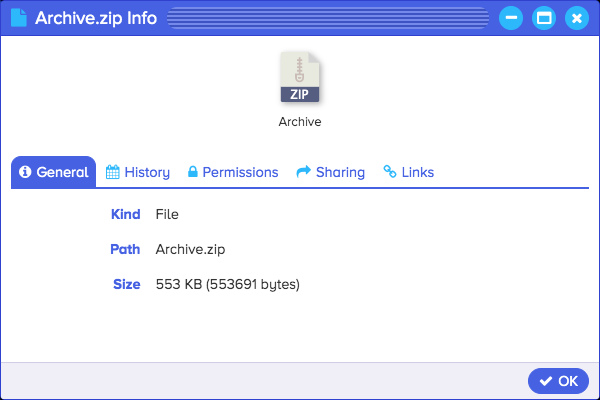 Archive.zip Info
ZIP
Archive
General History Permissions Sharing Links
Kind File
Path Archive.zip
Size 553 KB (553691 bytes)
OK